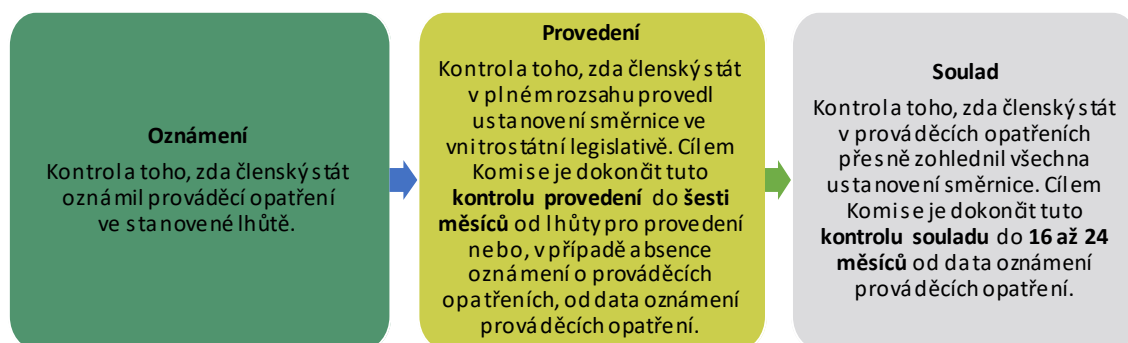 Oznámení
Kontrola toho, zda členský stát
oznámil prováděcí opatření
ve stanovené lhůtě.
Provedení
Kontrola toho, zda členský stát
v plném rozsahu provedl
ustanovení směrnice ve
vnitrostátní legislativě. Cílem
Komise je dokončit tuto
kontrolu provedení do šesti
měsíců od lhůty pro provedení
nebo, v případě absence
oznámení o prováděcích
opatřeních, od data oznámení
prováděcích opatření.
Soulad
Kontrola toho, zda členský stát
v prováděcích opatřeních
přesně zohlednil všechna
ustanovení směrnice. Cílem
Komise je dokončit tuto
kontrolu souladu do 16 až 24
měsíců od data oznámení
prováděcích opatření.